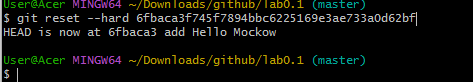 User@Acer MINGW64 ~/Downloads/github/lab0.1 (master)
$ git reset --hard 6fbaca3f745f7894bbc6225169e3ae733a0d62bf
HEAD is now at 6fbaca3 add Hello Mockow
User@Acer MINGW64 ~/Downloads/github/lab0.1 (master)
$